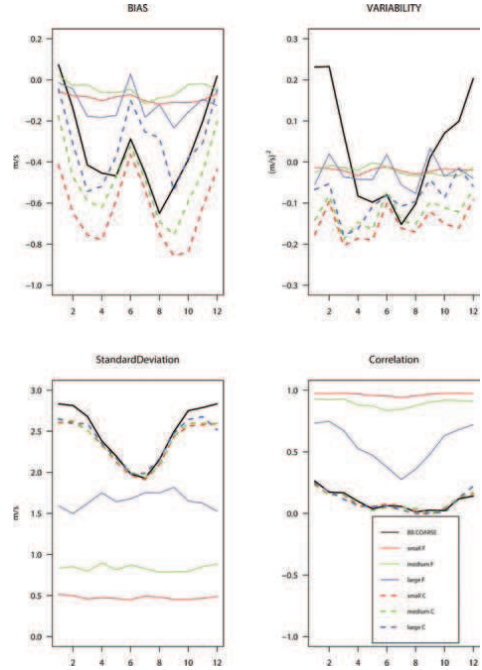 BIAS
VARIABILITY
0.2
0.0
−0.2
−0.4
−0.6
−0.8
−1.0
m/s
2 4 6 8 10 12
0.2
0.1
0.0
−0.1
−0.2
−0.3
(m/s)²
2 4 6 8 10 12
StandardDeviation
Correlation
3.0
2.5
2.0
1.5
1.0
0.5
0.0
m/s
2 4 6 8 10 12
1.0
0.5
0.0
−0.5
−1.0
2 4 6 8 10 12
COARSE
small.F
medium.F
large.F
small.C
medium.C
large.C